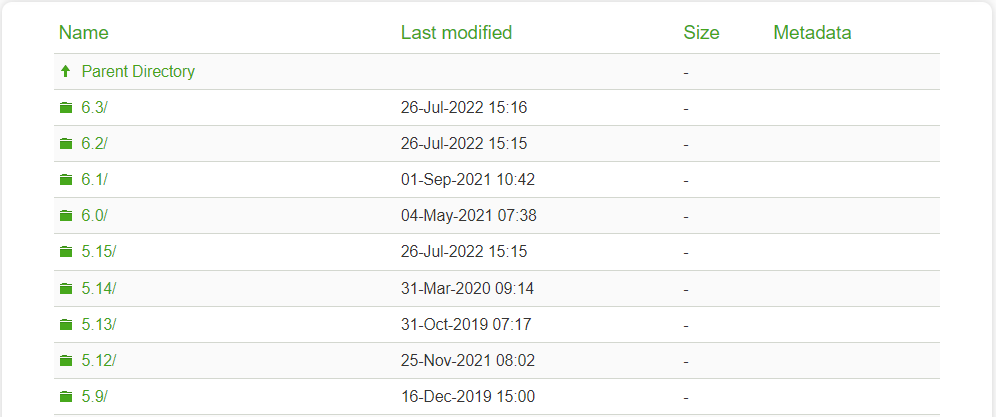 Name Last modified Size Metadata
Parent Directory -
6.3/ 26-Jul-2022 15:16 -
6.2/ 26-Jul-2022 15:15 -
6.1/ 01-Sep-2021 10:42 -
6.0/ 04-May-2021 07:38 -
5.15/ 26-Jul-2022 15:15 -
5.14/ 31-Mar-2020 09:14 -
5.13/ 31-Oct-2019 07:17 -
5.12/ 25-Nov-2021 08:02 -
5.9/ 16-Dec-2019 15:00 -